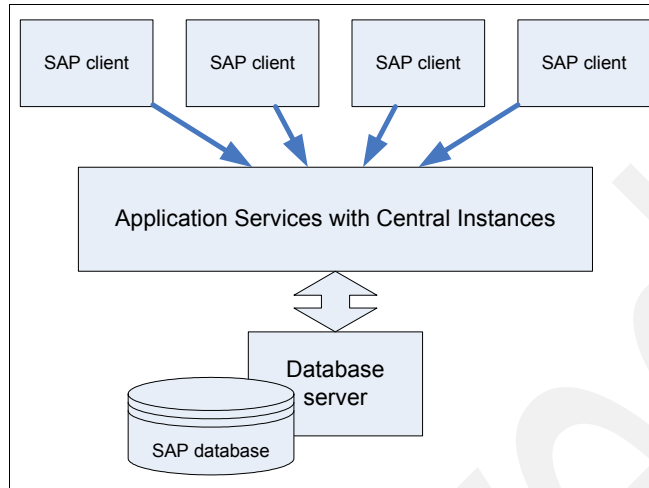 SAP client
SAP client
SAP client
SAP client
Application Services with Central Instances
Database
server
SAP database